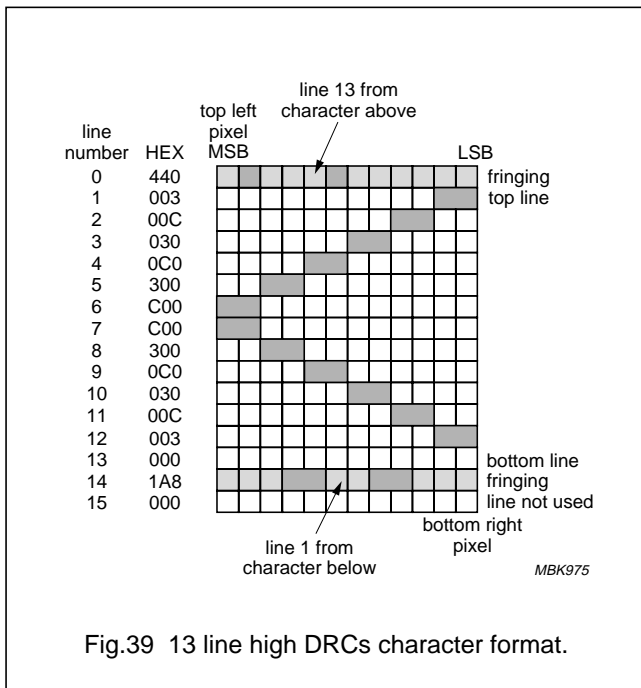 line 13 from
character above
top left
pixel
line
number HEX MSB LSB
0 440 fringing
1 003 top line
2 00C
3 030
4 0C0
5 300
6 C00
7 C00
8 300
9 0C0
10 030
11 00C
12 003
13 000 bottom line
14 1A8 fringing
15 000 line not used
line 1 from
character below
bottom right
pixel
MBK975
Fig.39 13 line high DRCs character format.